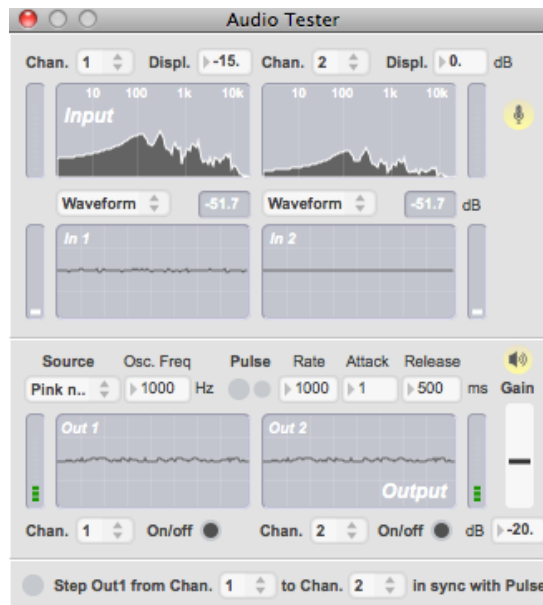 Audio Tester
Chan. 1 Displ. -15. Chan. 2 Displ. 0. dB
10 100 1k 10k 10 100 1k 10k
Input
Waveform -51.7 Waveform -51.7 dB
In 1 In 2
Source Osc. Freq Pulse Rate Attack Release
Pink n.. 1000 Hz 1000 1 500 ms Gain
Out 1 Out 2
Output
Chan. 1 On/off Chan. 2 On/off dB -20.
Step Out1 from Chan. 1 to Chan. 2 in sync with Pulse